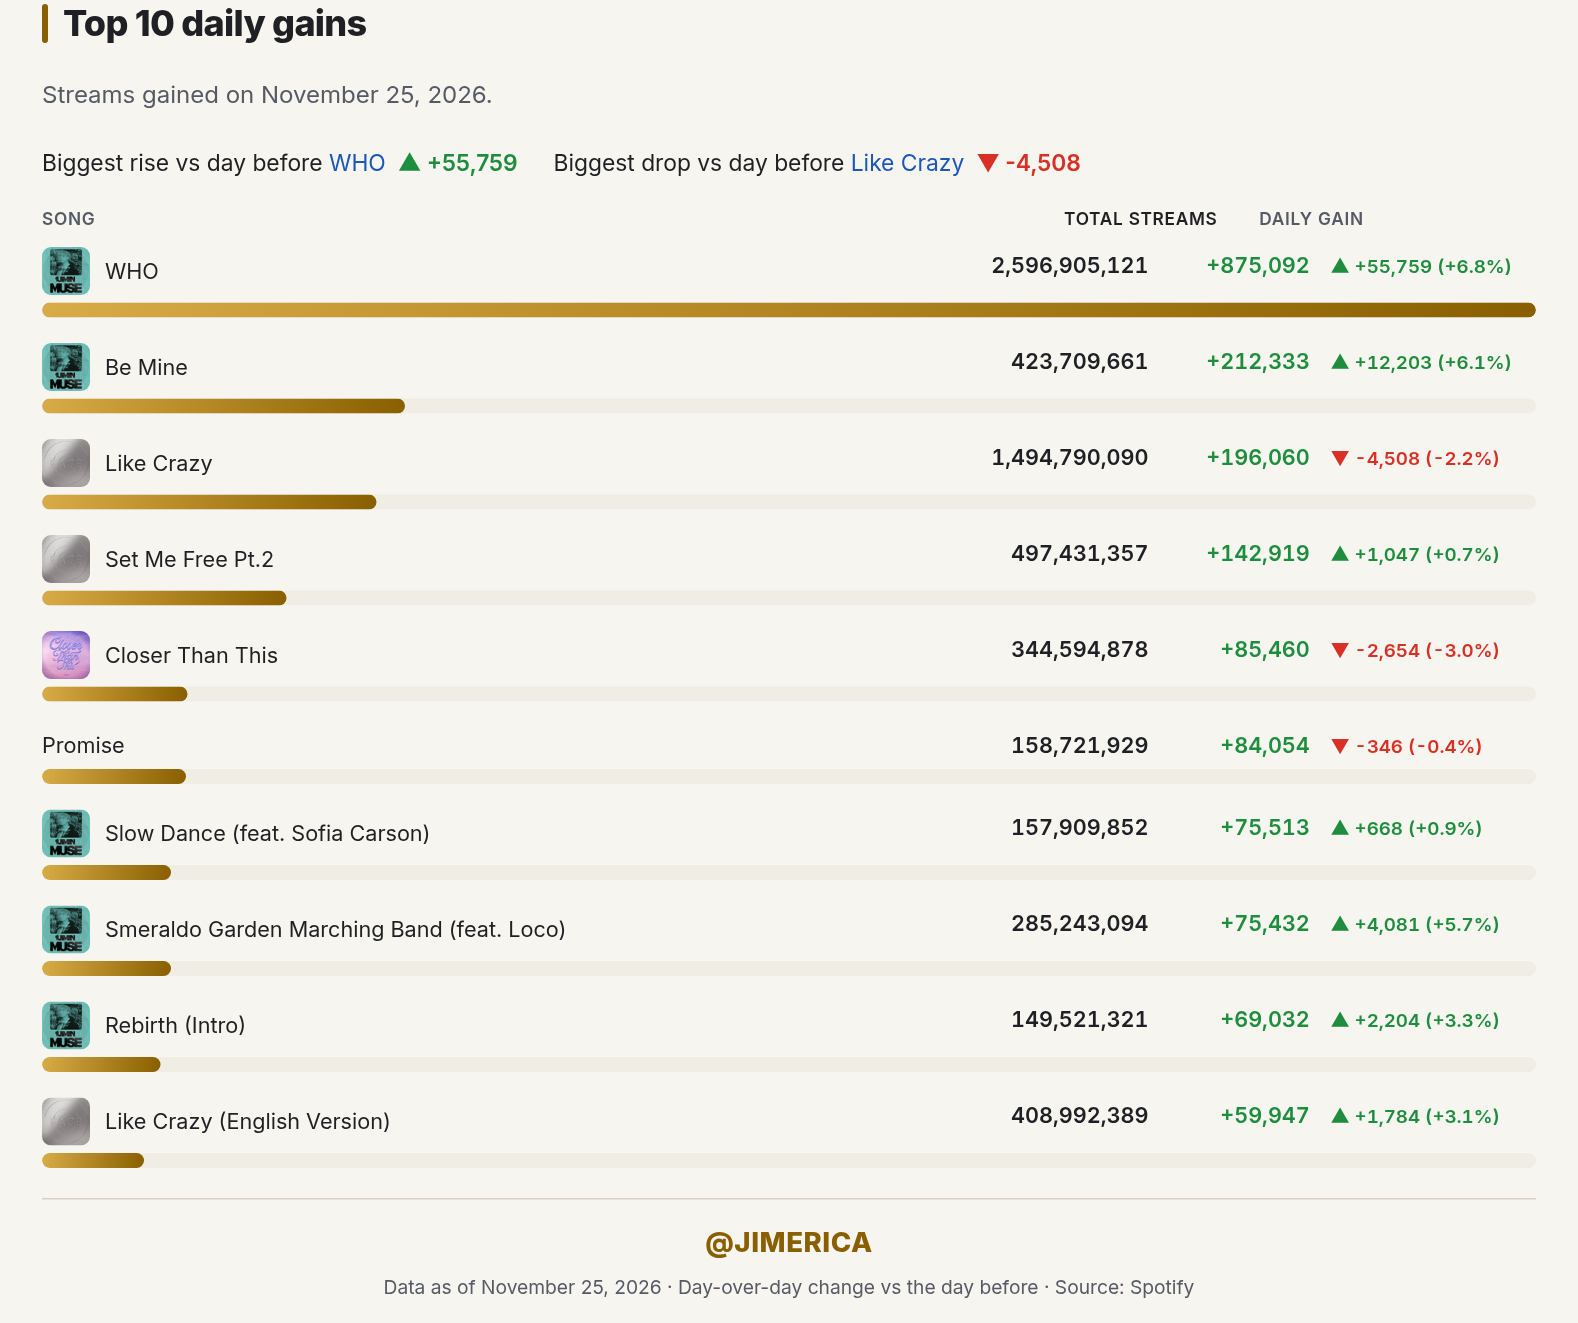 Top 10 daily gains
Streams gained on November 25, 2026.
Biggest rise vs day before WHO ▲ +55,759 Biggest drop vs day before Like Crazy ▼ -4,508
SONG TOTAL STREAMS DAILY GAIN
WHO 2,596,905,121 +875,092 ▲ +55,759 (+6.8%)
Be Mine 423,709,661 +212,333 ▲ +12,203 (+6.1%)
Like Crazy 1,494,790,090 +196,060 ▼ -4,508 (-2.2%)
Set Me Free Pt.2 497,431,357 +142,919 ▲ +1,047 (+0.7%)
Closer Than This 344,594,878 +85,460 ▼ -2,654 (-3.0%)
Promise 158,721,929 +84,054 ▼ -346 (-0.4%)
Slow Dance (feat. Sofia Carson) 157,909,852 +75,513 ▲ +668 (+0.9%)
Smeraldo Garden Marching Band (feat. Loco) 285,243,094 +75,432 ▲ +4,081 (+5.7%)
Rebirth (Intro) 149,521,321 +69,032 ▲ +2,204 (+3.3%)
Like Crazy (English Version) 408,992,389 +59,947 ▲ +1,784 (+3.1%)
@JIMERICA
Data as of November 25, 2026 · Day-over-day change vs the day before · Source: Spotify